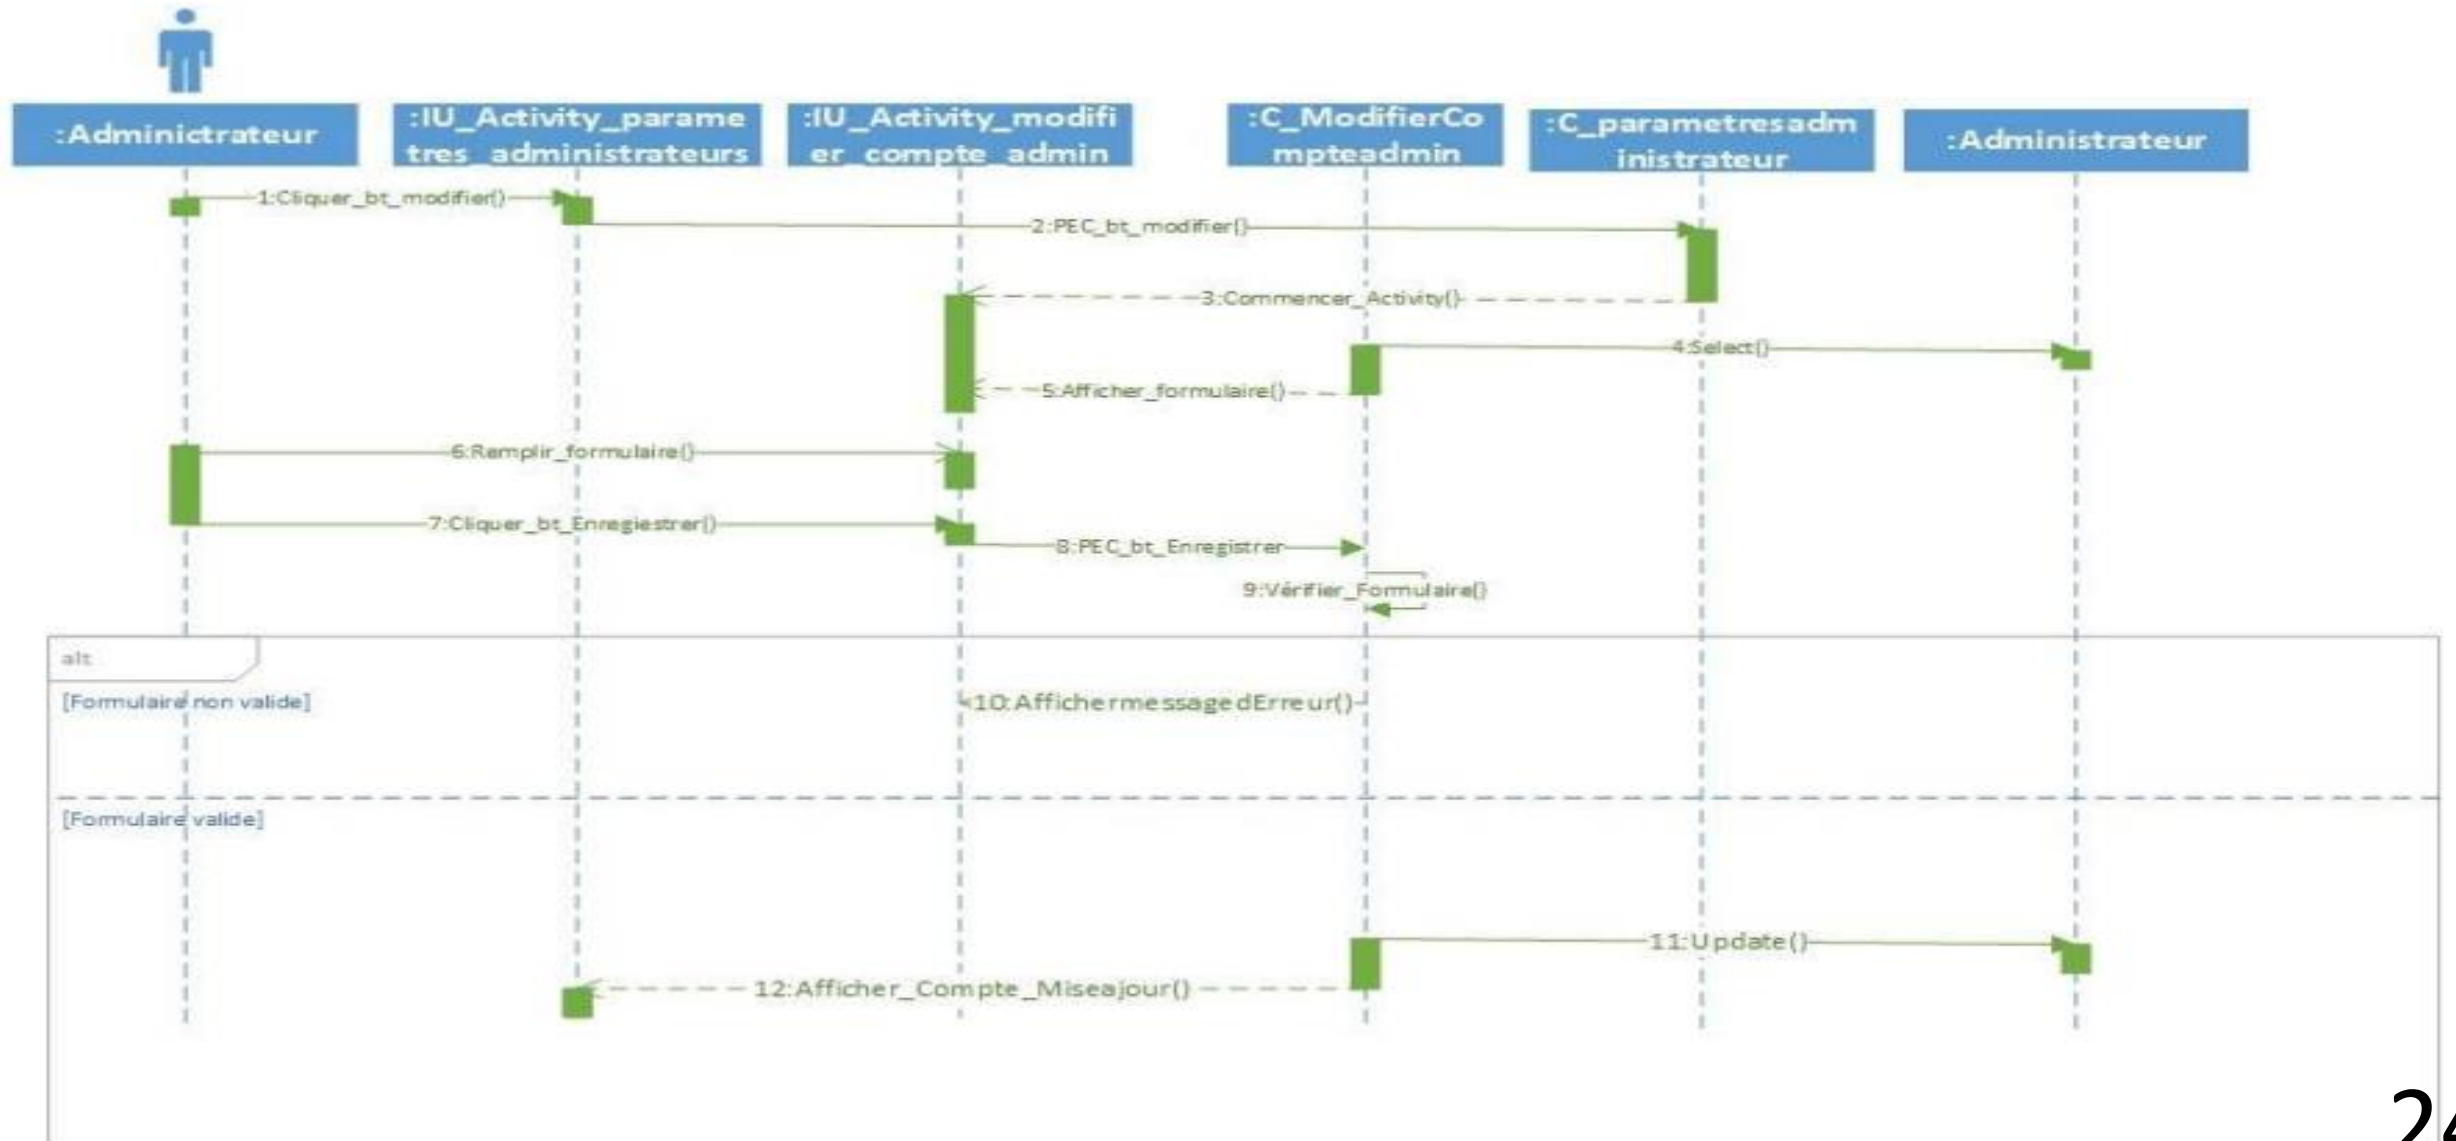 :Adminictrateur
:IU_Activity_parame
tres_administrateurs
:IU_Activity_modifi
er_compte_admin
:C_ModifierCo
mpteadmin
:C_parametresadm
inistrateur
:Administrateur
1:Cliquer_bt_modifier()
2:PEC_bt_modifier()
3:Commencer_Activity()
4:Select()
5:Afficher_formulaire()
6:Remplir_formulaire()
7:Cliquer_bt_Enregiestrer()
8:PEC_bt_Enregistrer
9:Vérifier_Formulaire()
alt
[Formulaire non valide]
10:AffichermessagedErreur()
[Formulaire valide]
11:Update()
12:Afficher_Compte_Miseajour()